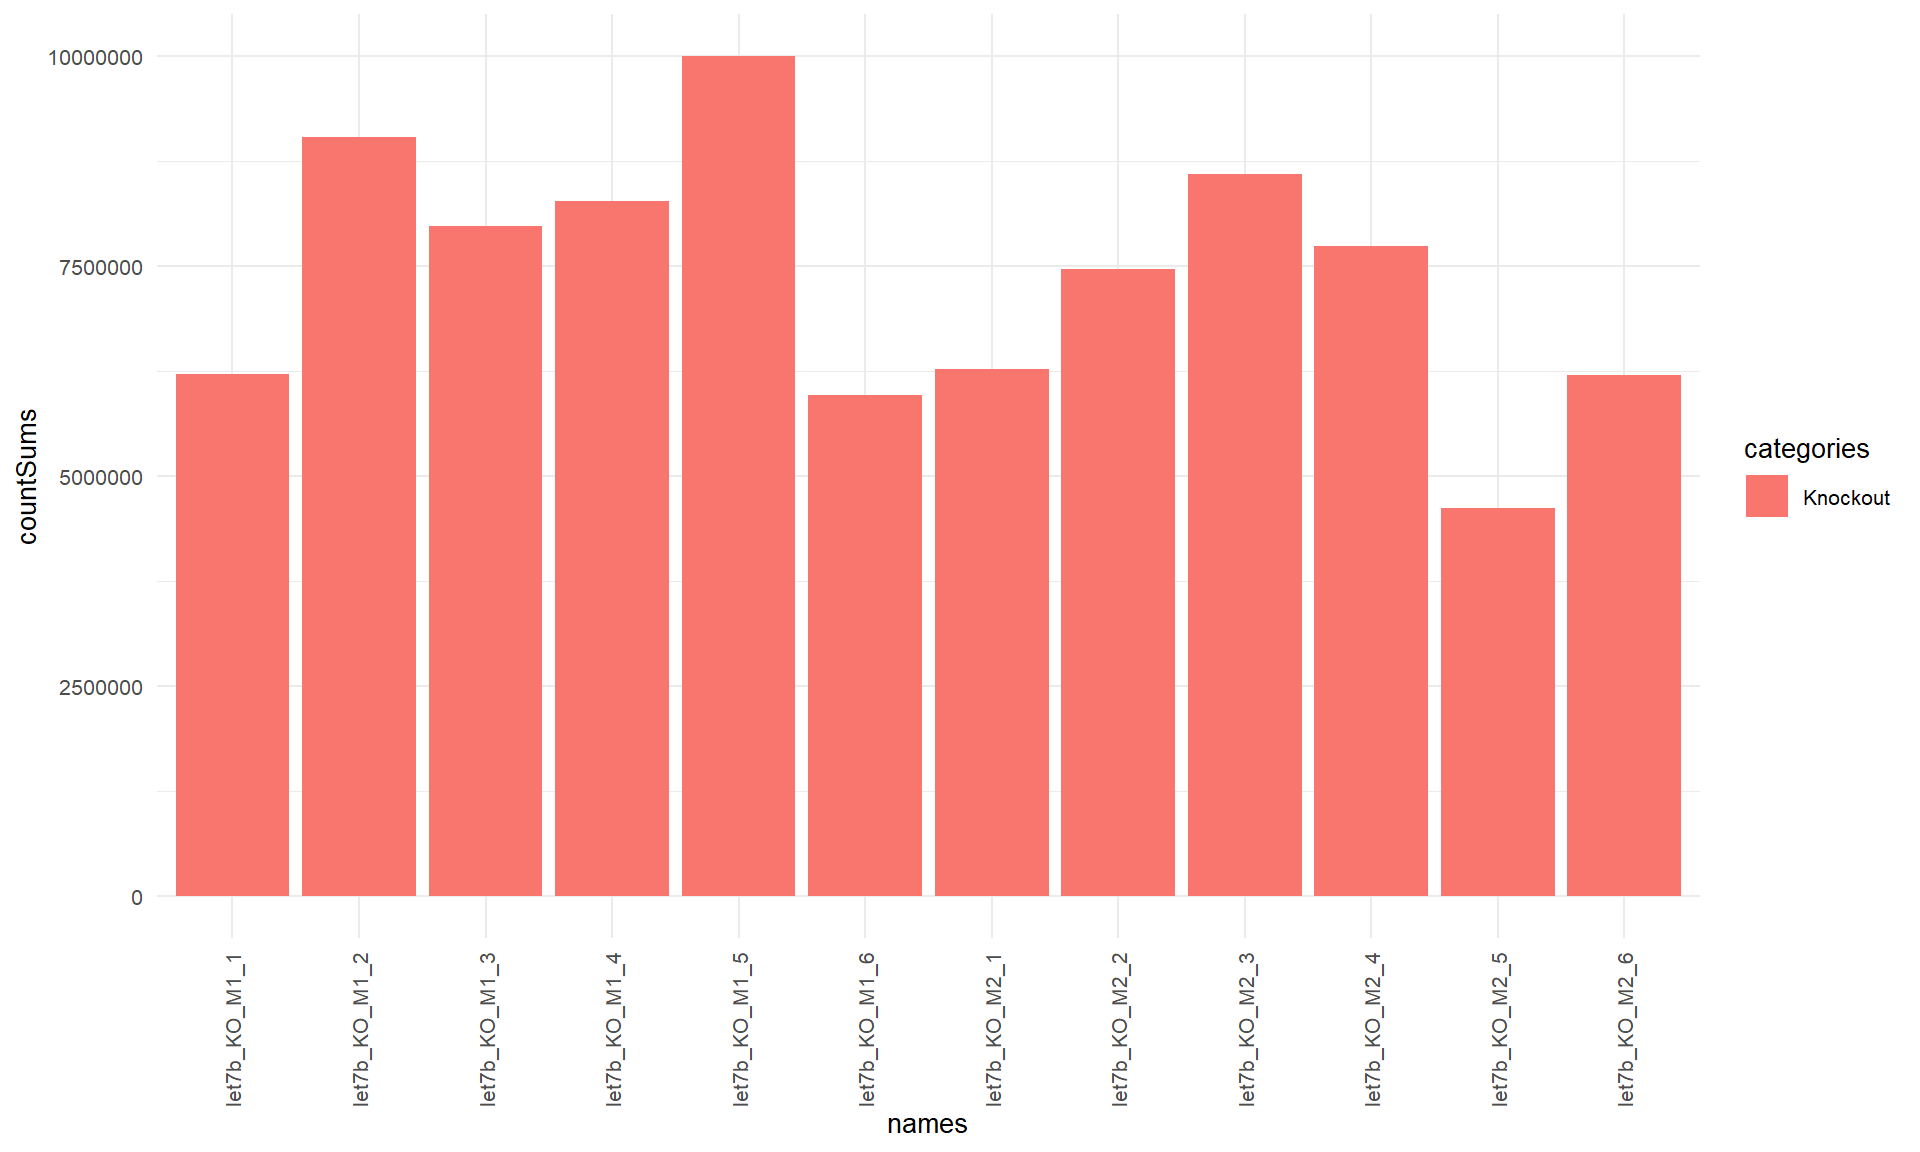 countSums
10000000
7500000
5000000
2500000
0
let7b_KO_M1_1
let7b_KO_M1_2
let7b_KO_M1_3
let7b_KO_M1_4
let7b_KO_M1_5
let7b_KO_M1_6
let7b_KO_M2_1
let7b_KO_M2_2
let7b_KO_M2_3
let7b_KO_M2_4
let7b_KO_M2_5
let7b_KO_M2_6
names
categories
Knockout